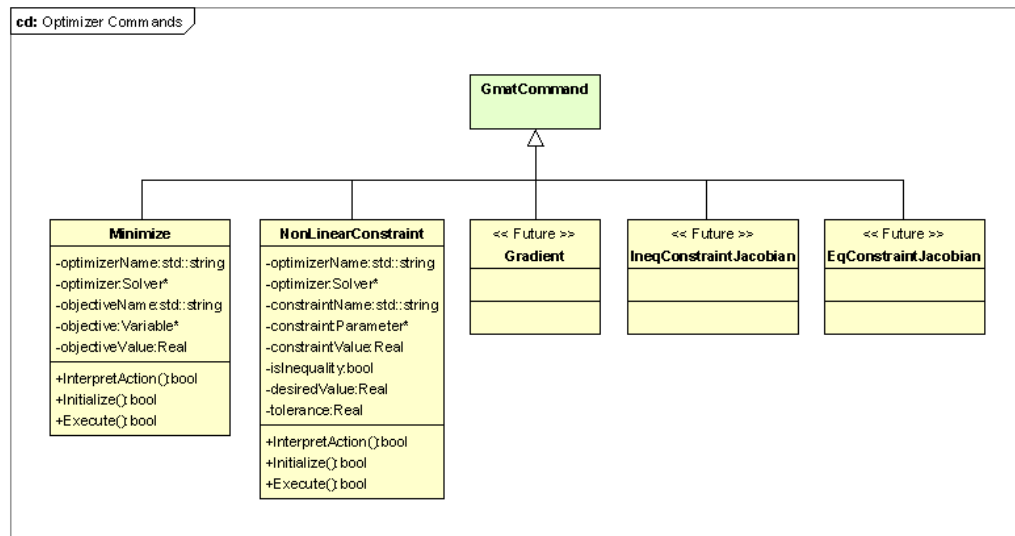 cd: Optimizer Commands
GmatCommand
Minimize
-optimizerName:std::string
-optimizer:Solver*
-objectiveName:std::string
-objective:Variable*
-objectiveValue:Real
+InterpretAction():bool
+Initialize():bool
+Execute():bool
NonLinearConstraint
-optimizerName:std::string
-optimizer:Solver*
-constraintName:std::string
-constraint:Parameter*
-constraintValue:Real
-isInequality:bool
-desiredValue:Real
-tolerance:Real
+InterpretAction():bool
+Initialize():bool
+Execute():bool
<< Future >>
Gradient
<< Future >>
IneqConstraintJacobian
<< Future >>
EqConstraintJacobian